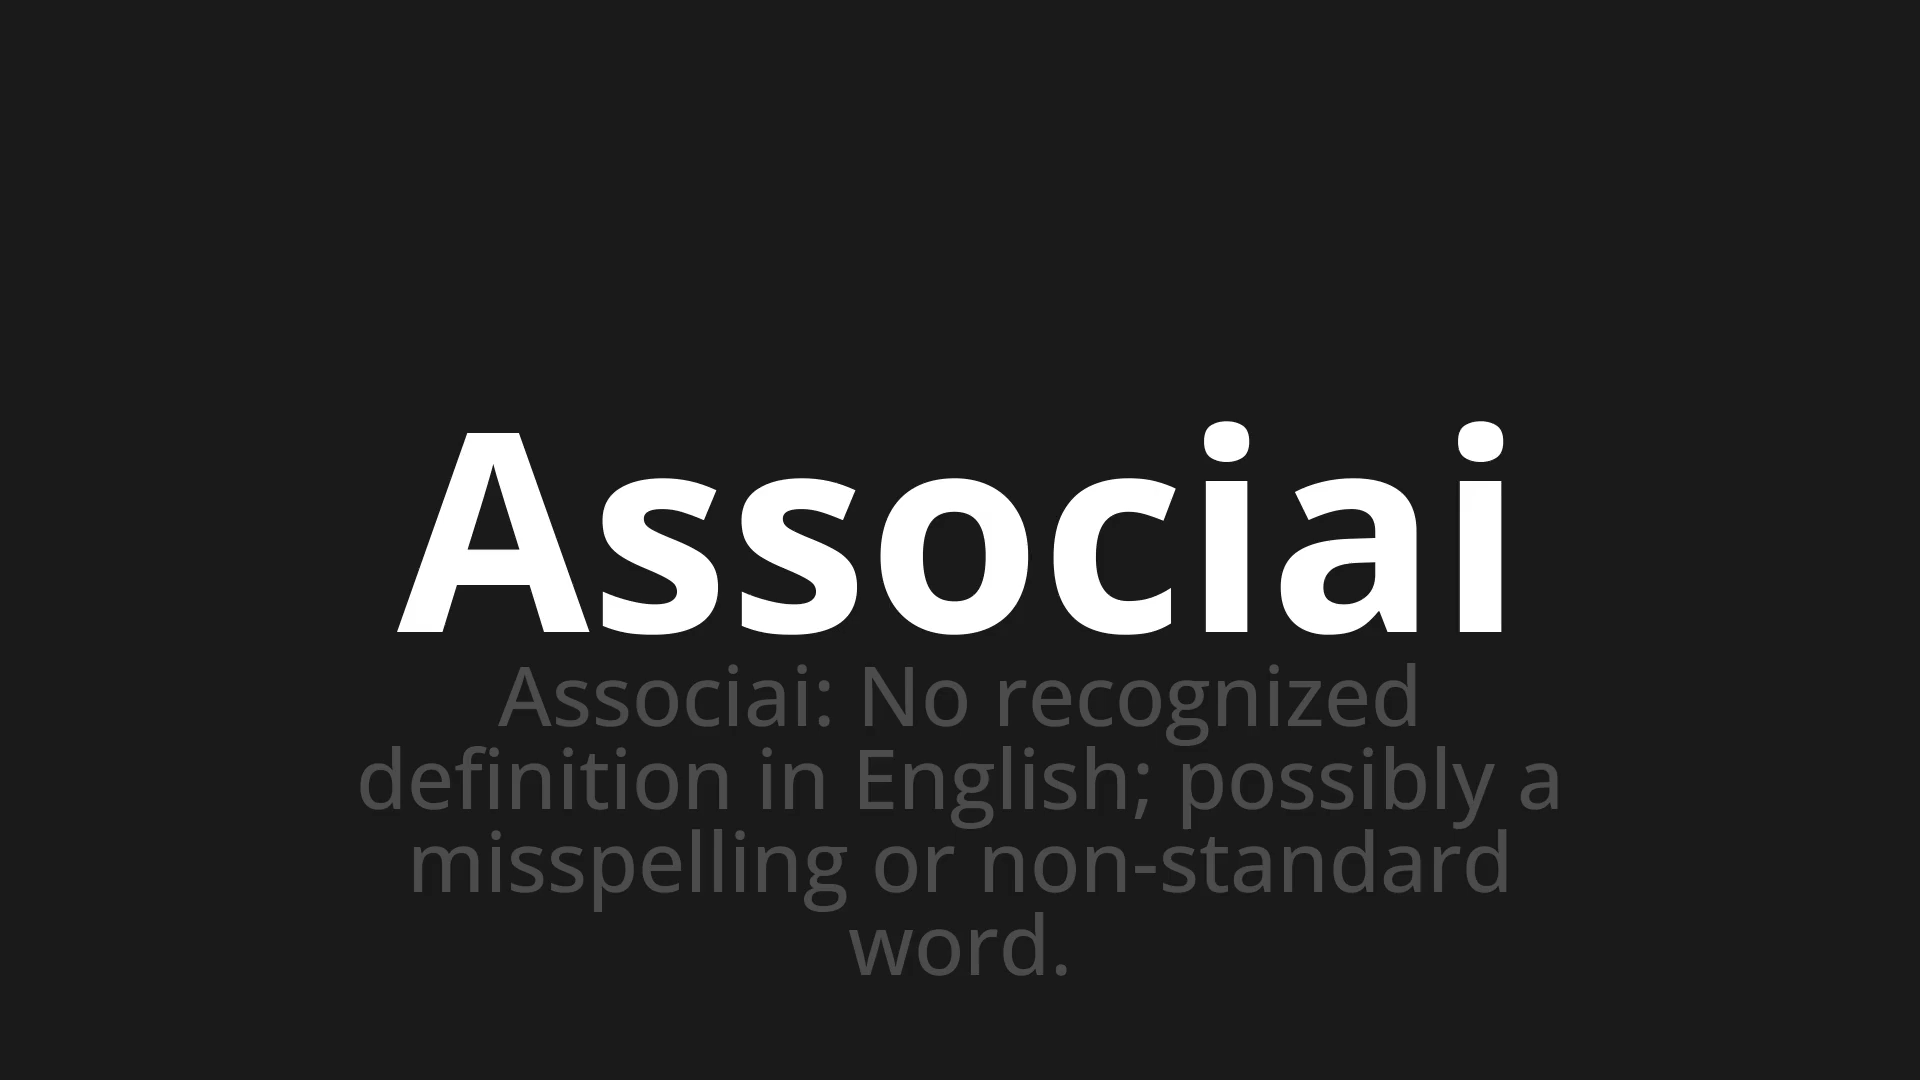 Associai
Associai: No recognized
definition in English; possibly a
misspelling or non-standard
word.